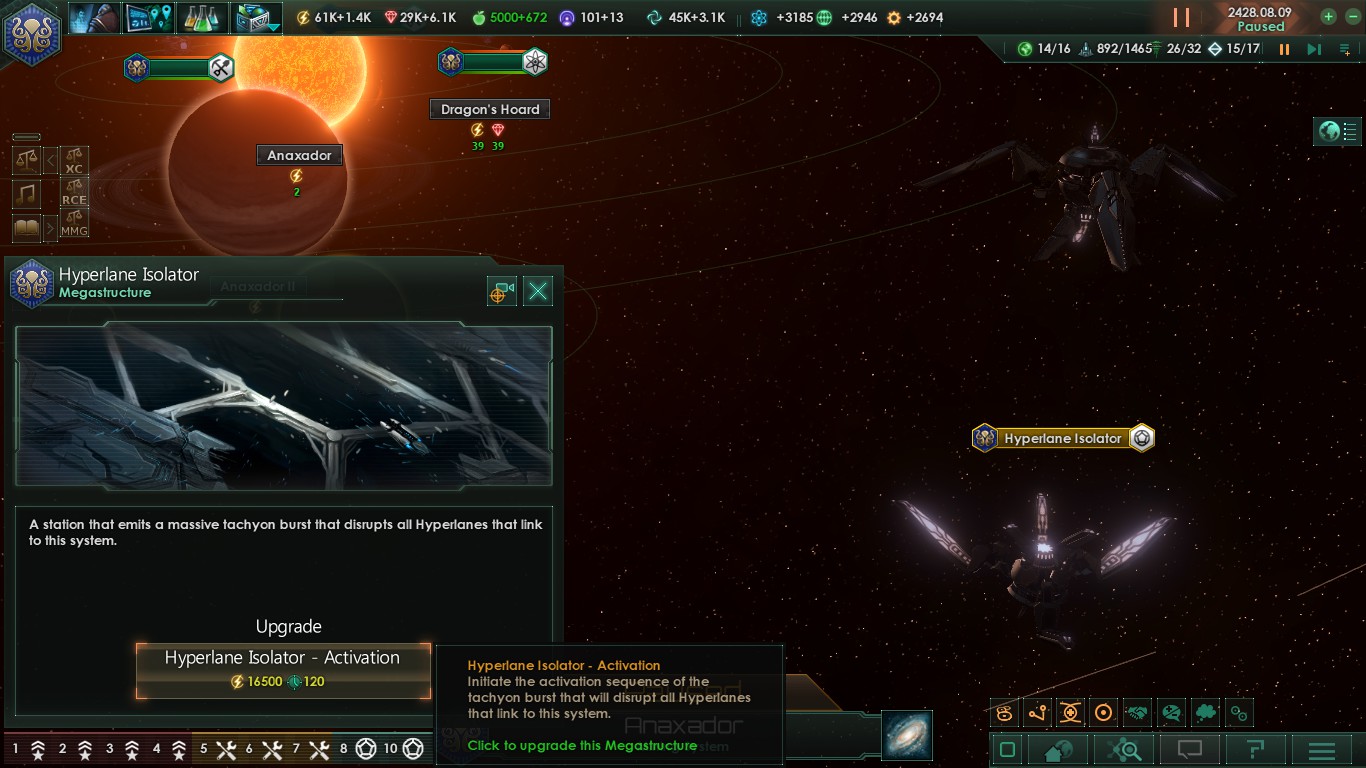 61K+1.4K 29K+6.1K 5000+672 101+13 45K+3.1K +3185 +2946 +2694
2428.08.09
Paused
14/16 892/1465 26/32 15/17
Dragon's Hoard
39 39
Anaxador
2
XC
RCE
MMG
Hyperlane Isolator
Megastructure
Anaxador II
Hyperlane Isolator
A station that emits a massive tachyon burst that disrupts all Hyperlanes that link
to this system.
Upgrade
Hyperlane Isolator - Activation
16500 120
Hyperlane Isolator - Activation
Initiate the activation sequence of the
tachyon burst that will disrupt all Hyperlanes
that link to this system.
Click to upgrade this Megastructure
Anaxador
1 2 3 4 5 6 7 8 10